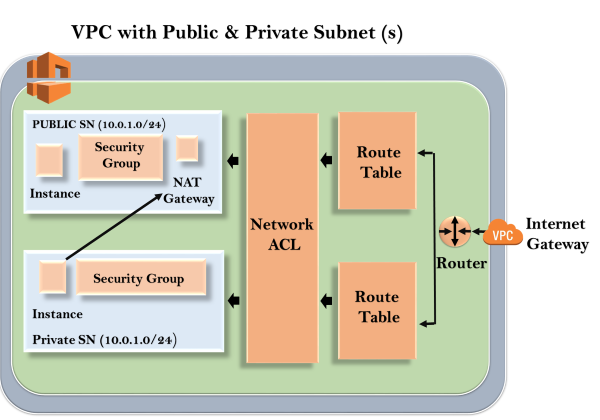 VPC with Public & Private Subnet (s)
PUBLIC SN (10.0.1.0/24)
Security
Group
Instance
NAT
Gateway
Network
ACL
Route
Table
Internet
Gateway
VPC
Router
Security Group
Instance
Private SN (10.0.1.0/24)
Route
Table